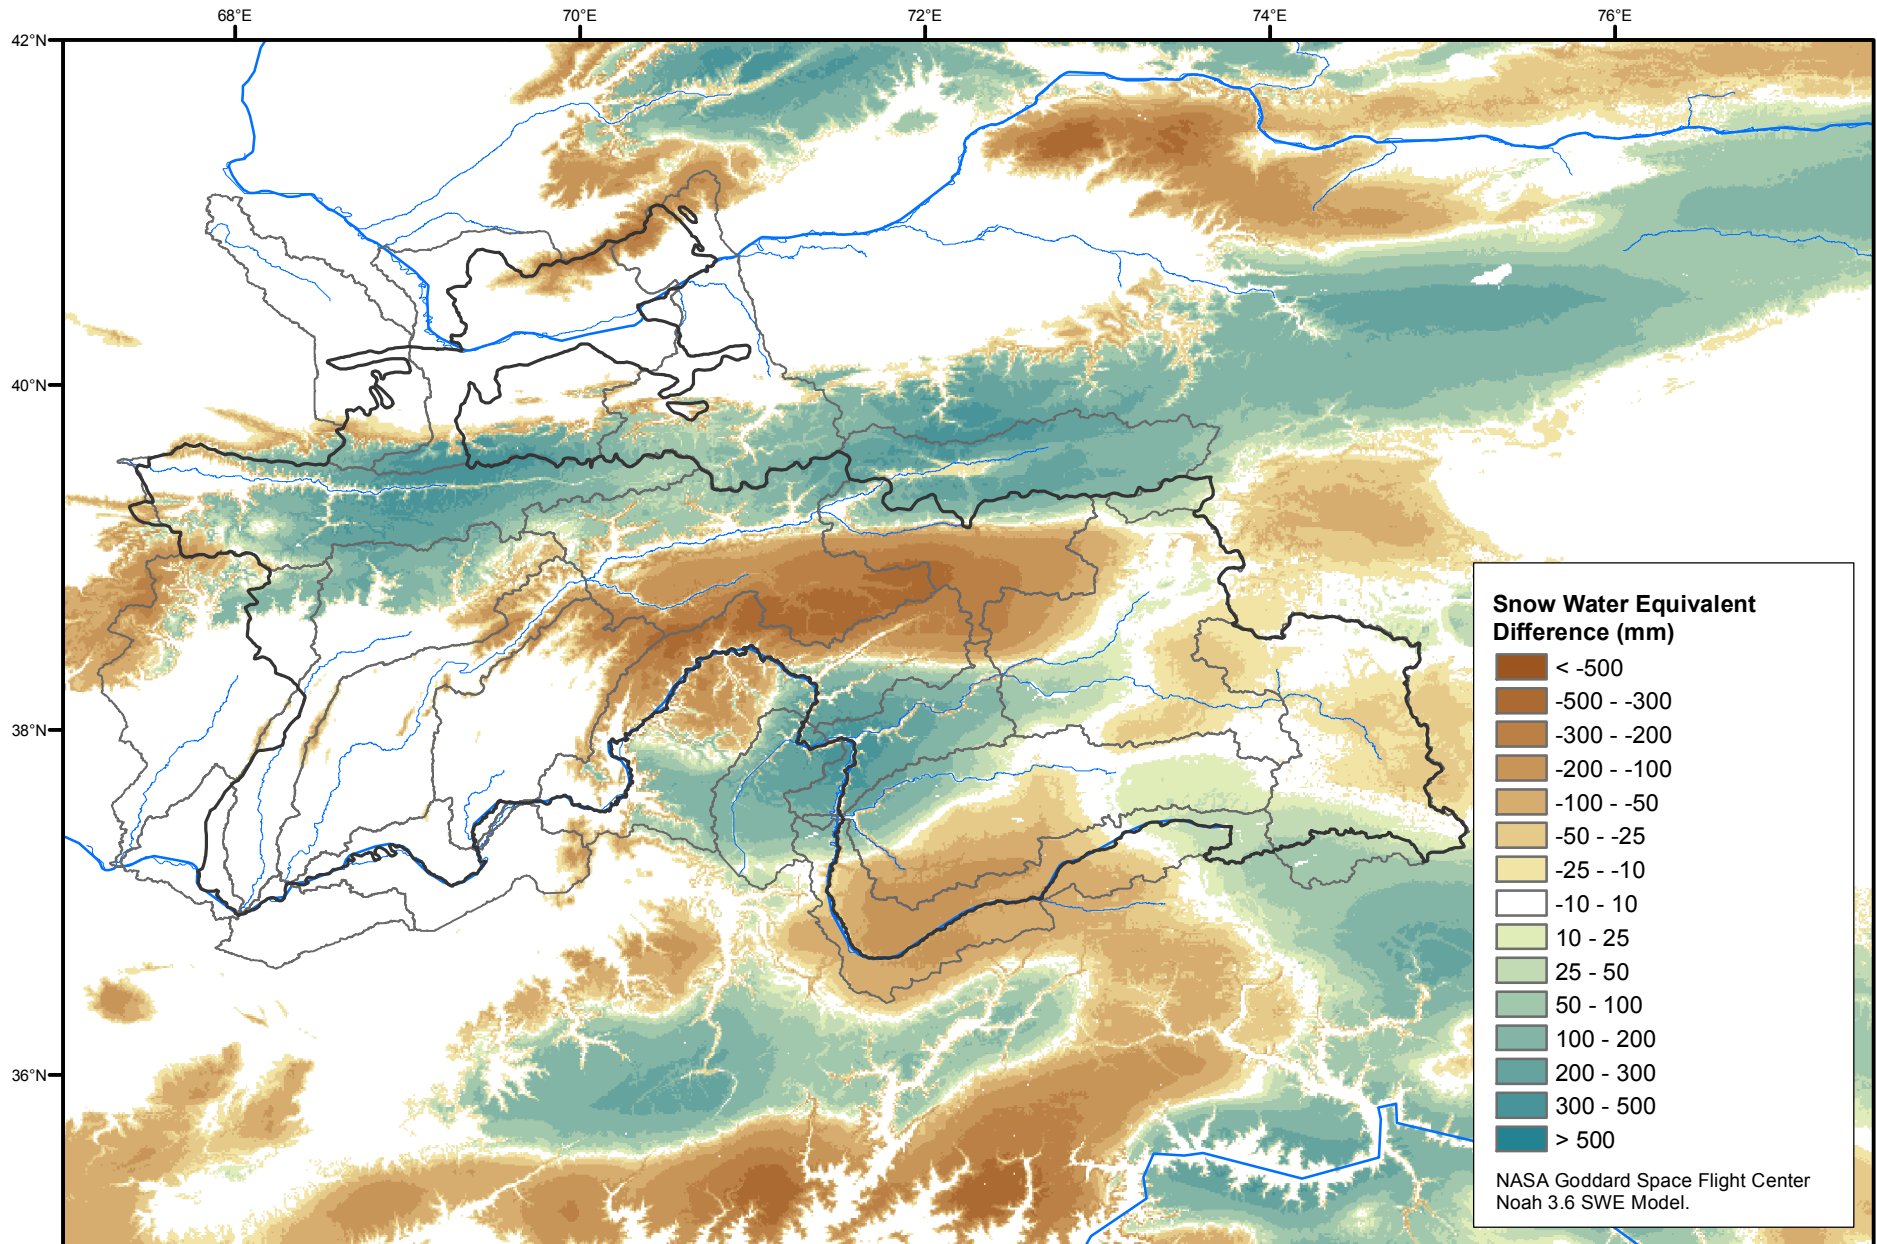 68°E 70°E 72°E 74°E 76°E
42°N
40°N
38°N
36°N
Snow Water Equivalent
Difference (mm)
< -500
-500 - -300
-300 - -200
-200 - -100
-100 - -50
-50 - -25
-25 - -10
-10 - 10
10 - 25
25 - 50
50 - 100
100 - 200
200 - 300
300 - 500
> 500
NASA Goddard Space Flight Center
Noah 3.6 SWE Model.